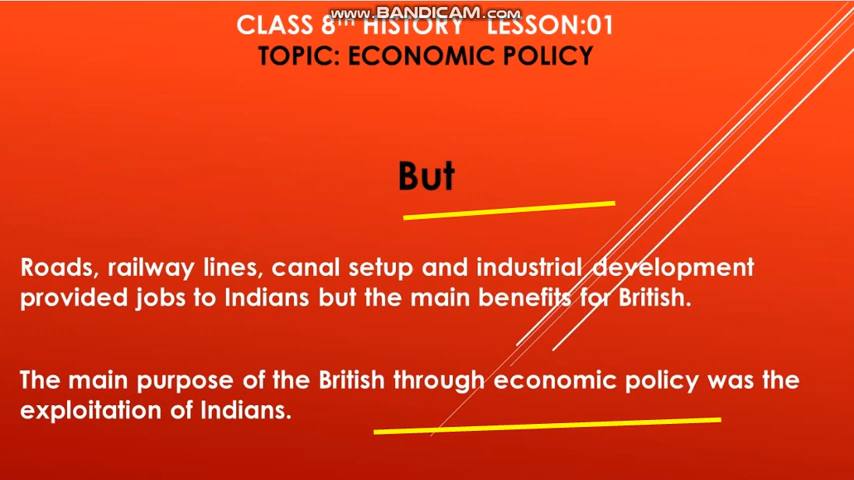 www.BANDICAM.com
CLASS 8TH HISTORY LESSON:01
TOPIC: ECONOMIC POLICY
But
Roads, railway lines, canal setup and industrial development
provided jobs to Indians but the main benefits for British.
The main purpose of the British through economic policy was the
exploitation of Indians.